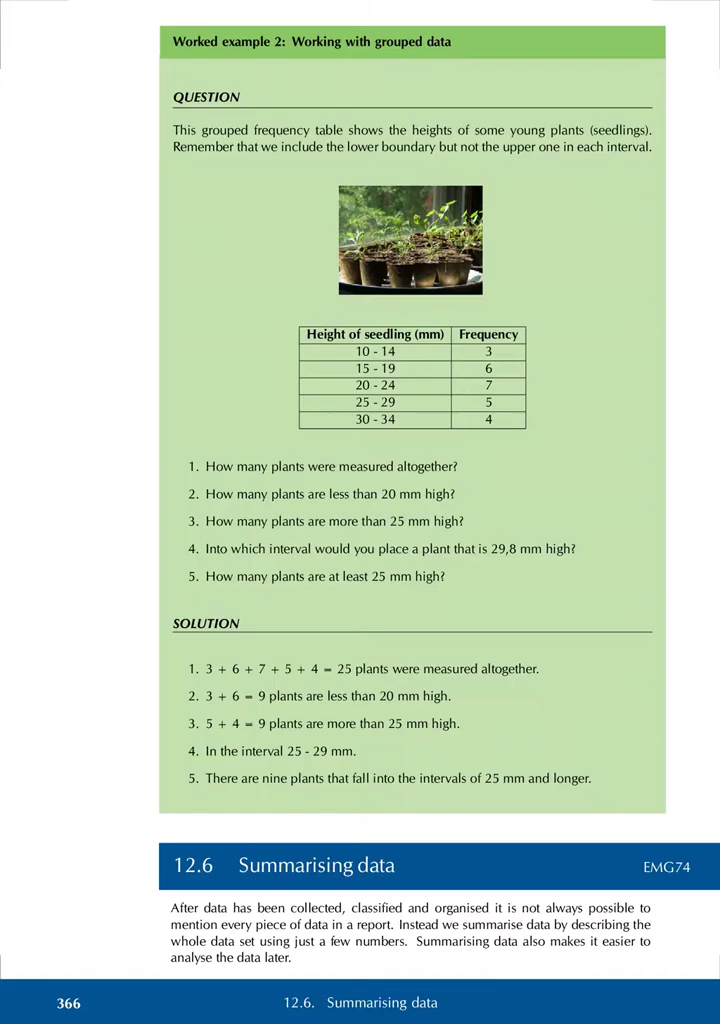 Worked example 2: Working with grouped data
QUESTION
This grouped frequency table shows the heights of some young plants (seedlings).
Remember that we include the lower boundary but not the upper one in each interval.
Height of seedling (mm) Frequency
10 - 14 3
15 - 19 6
20 - 24 7
25 - 29 5
30 - 34 4
1. How many plants were measured altogether?
2. How many plants are less than 20 mm high?
3. How many plants are more than 25 mm high?
4. Into which interval would you place a plant that is 29,8 mm high?
5. How many plants are at least 25 mm high?
SOLUTION
1. 3 + 6 + 7 + 5 + 4 = 25 plants were measured altogether.
2. 3 + 6 = 9 plants are less than 20 mm high.
3. 5 + 4 = 9 plants are more than 25 mm high.
4. In the interval 25 - 29 mm.
5. There are nine plants that fall into the intervals of 25 mm and longer.
12.6 Summarising data EMG74
After data has been collected, classified and organised it is not always possible to
mention every piece of data in a report. Instead we summarise data by describing the
whole data set using just a few numbers. Summarising data also makes it easier to
analyse the data later.
366 12.6. Summarising data